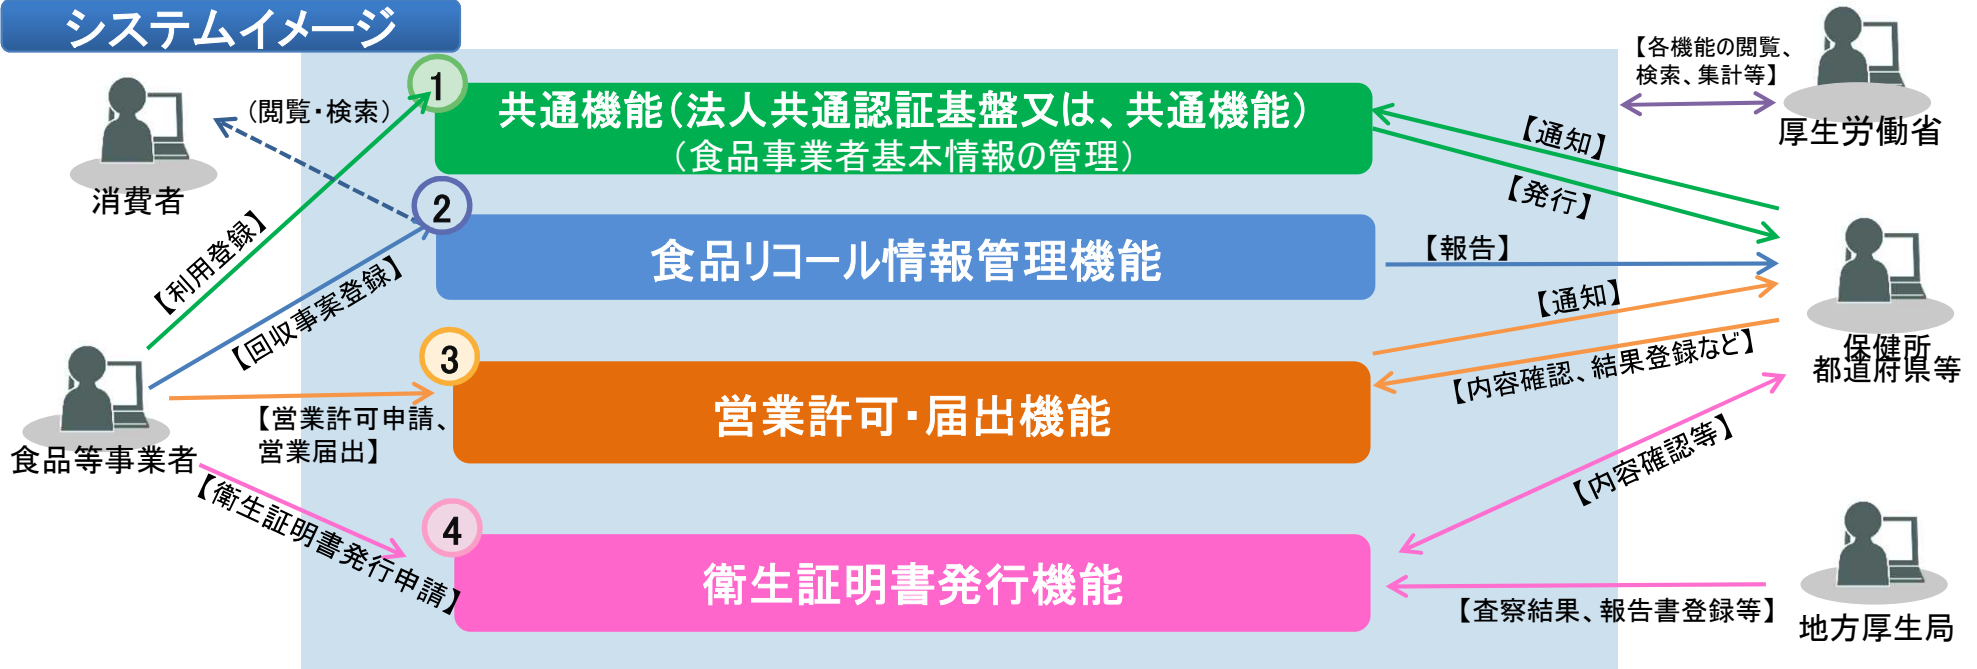 システムイメージ
【各機能の閲覧、
検索、集計等】
厚生労働省
(閲覧・検索)
消費者
1
共通機能(法人共通認証基盤又は、共通機能)
(食品事業者基本情報の管理)
【通知】
【発行】
【利用登録】
2
食品リコール情報管理機能
【報告】
【回収事案登録】
【通知】
保健所
都道府県等
3
営業許可・届出機能
【内容確認、結果登録など】
【営業許可申請、
営業届出】
食品等事業者
【内容確認等】
【衛生証明書発行申請】
4
衛生証明書発行機能
【査察結果、報告書登録等】
地方厚生局